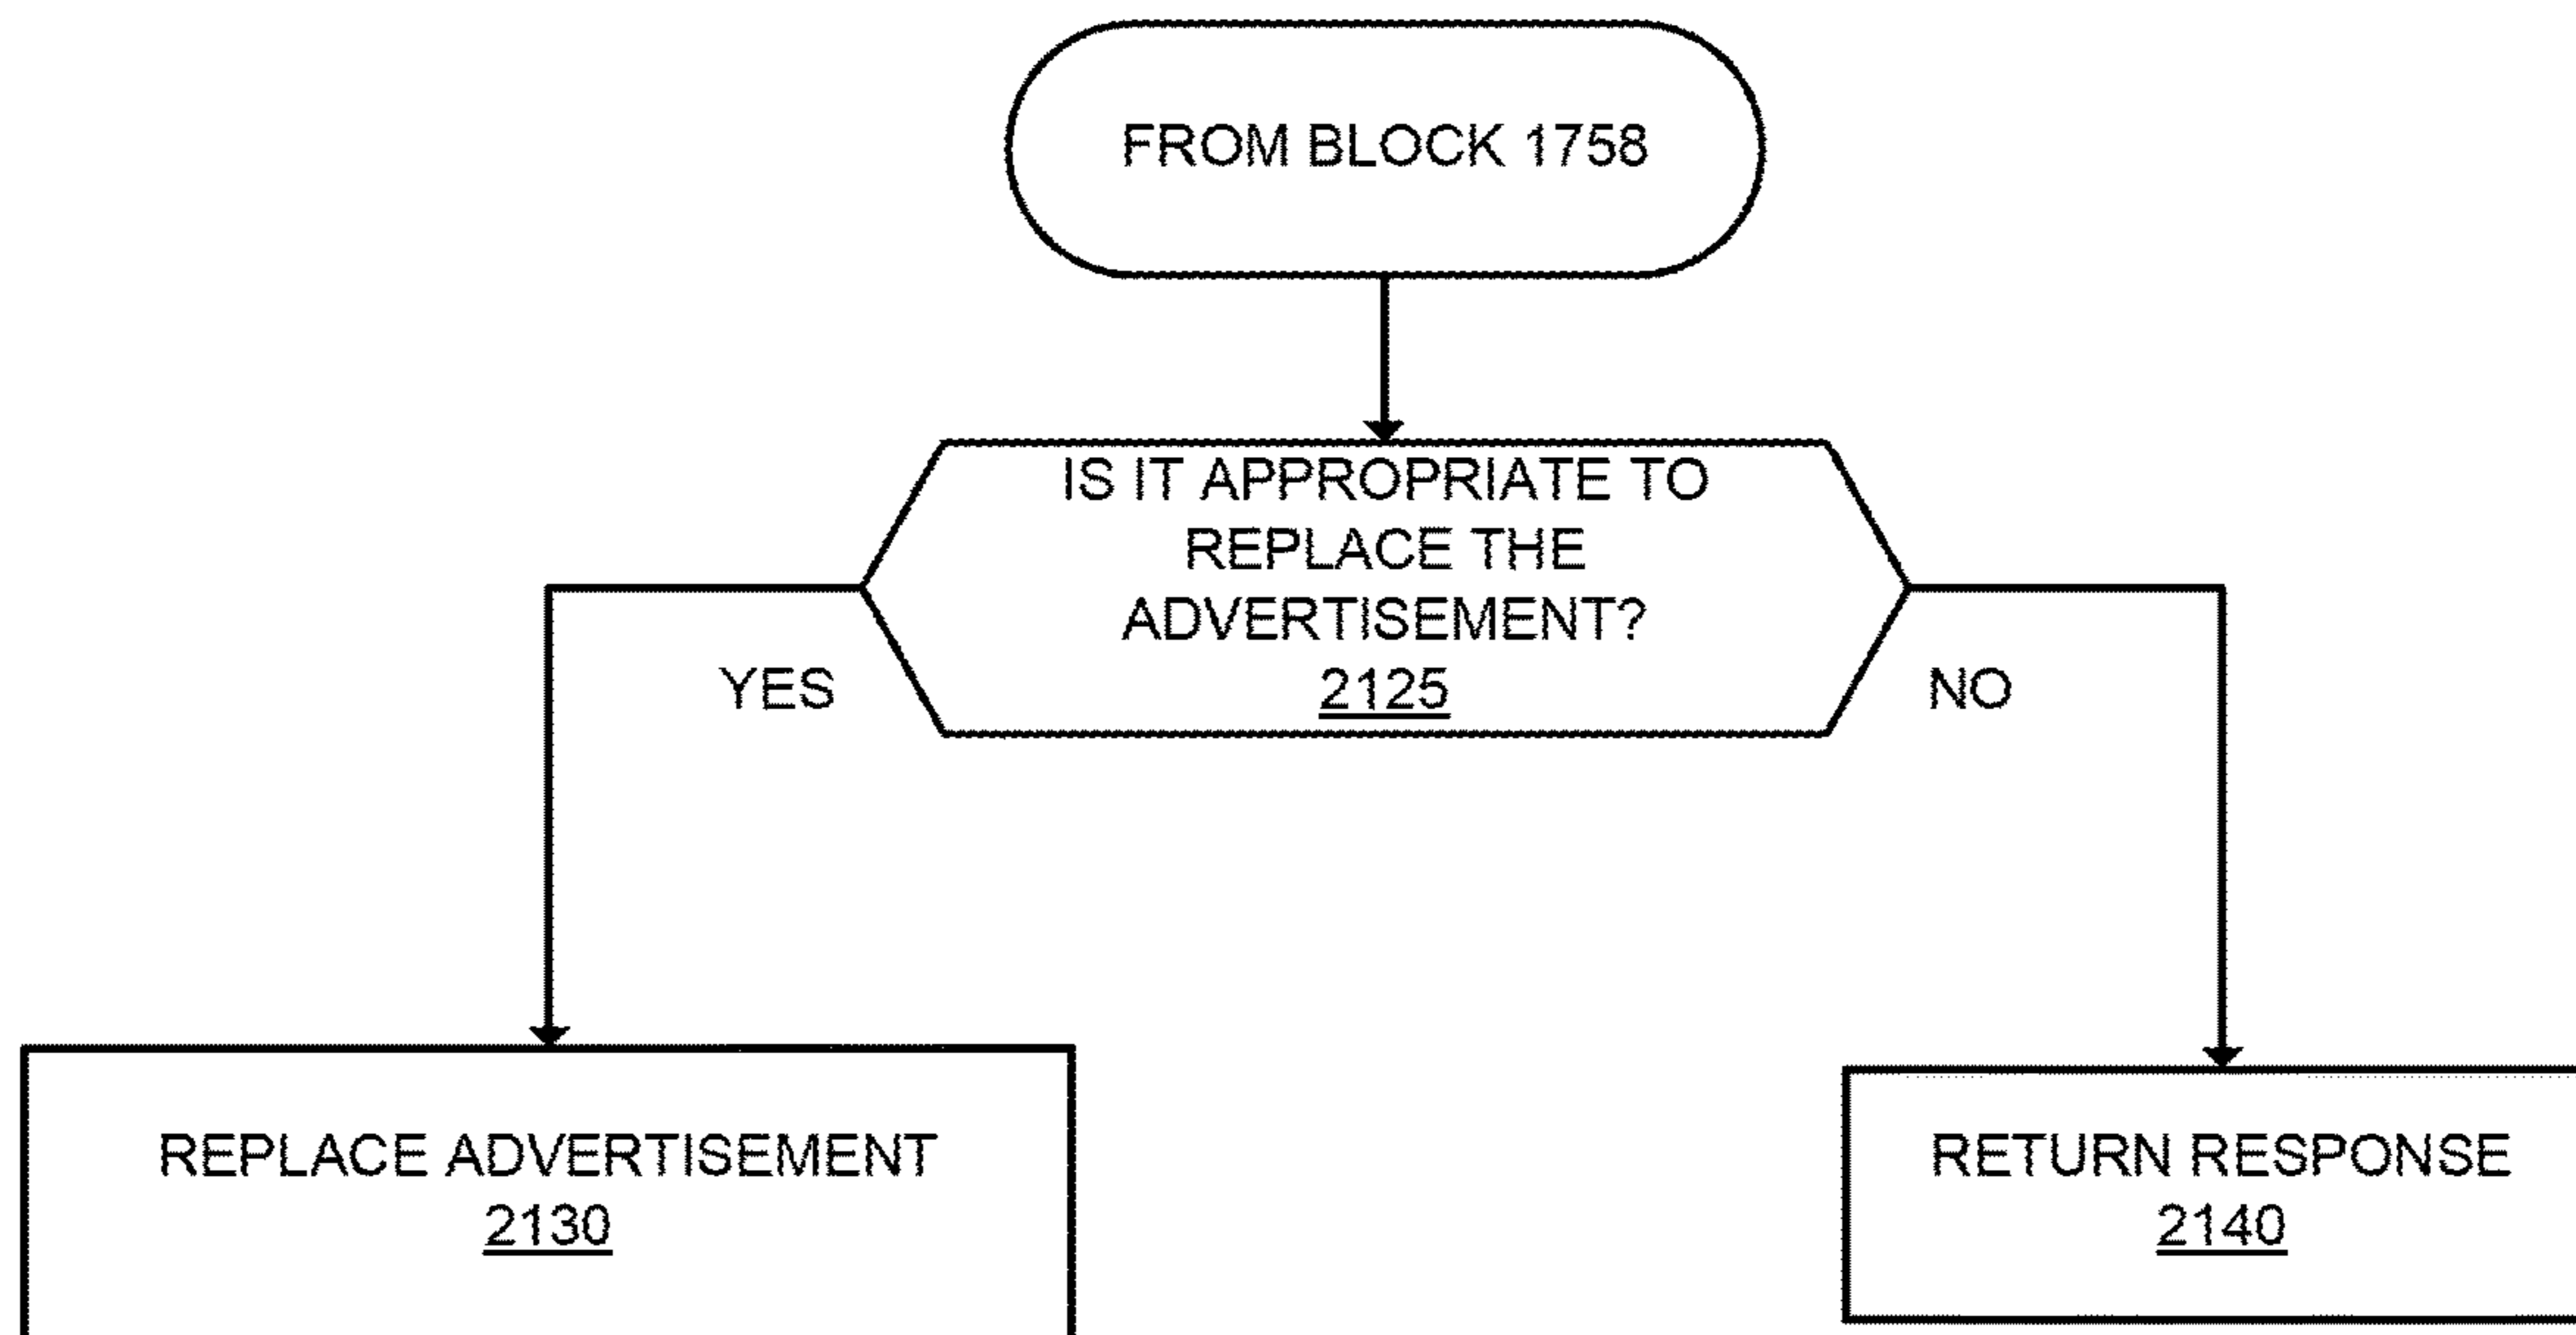 FROM BLOCK 1758
IS IT APPROPRIATE TO
REPLACE THE
ADVERTISEMENT?
2125
YES
NO
REPLACE ADVERTISEMENT
2130
RETURN RESPONSE
2140